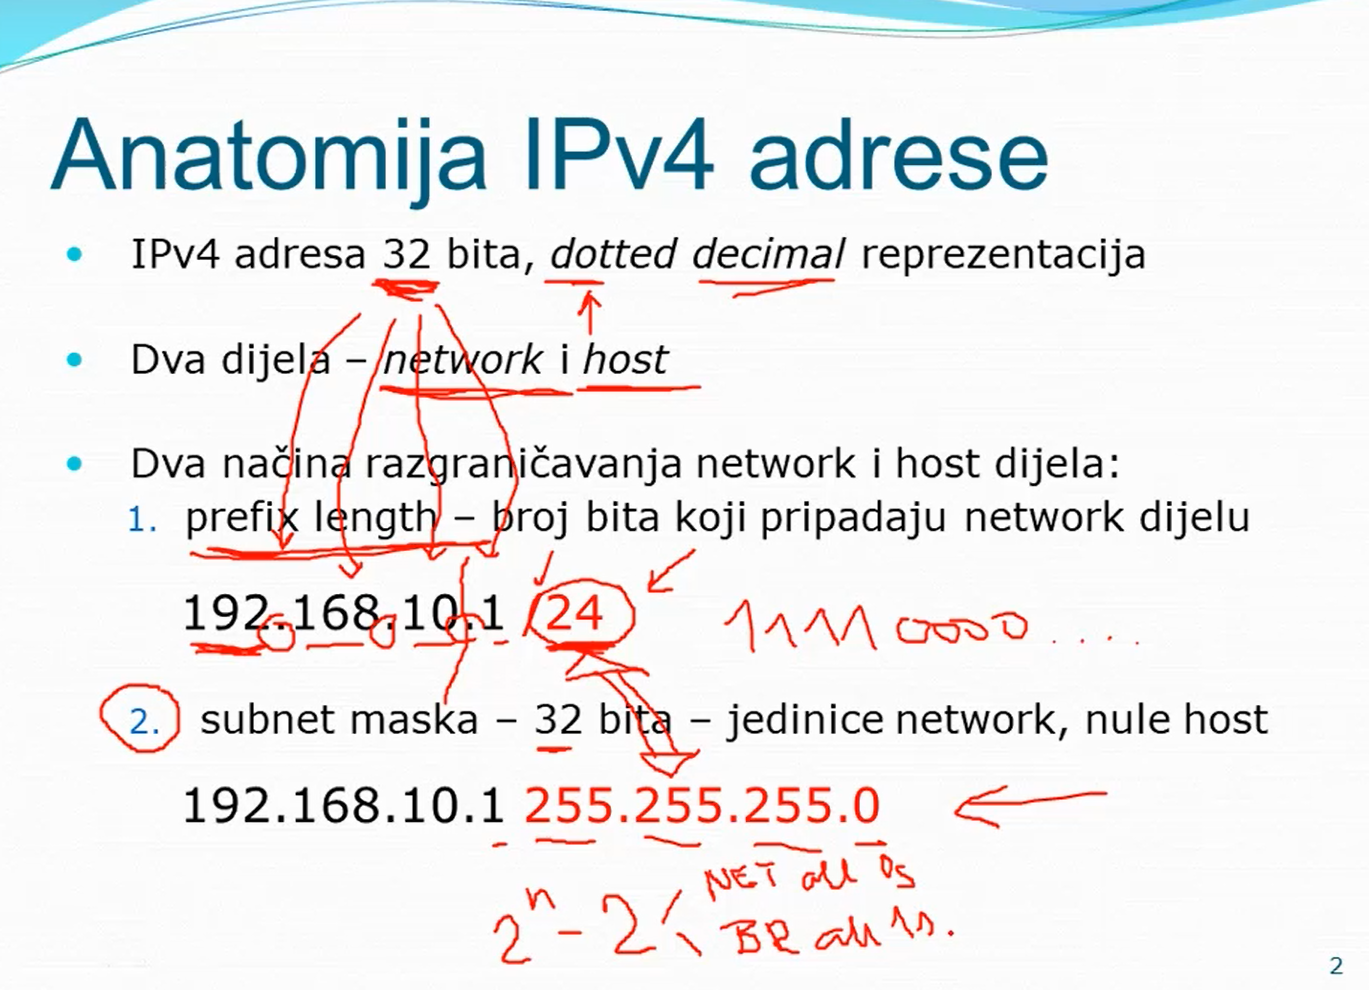 Anatomija IPv4 adrese
• IPv4 adresa 32 bita, dotted decimal reprezentacija
• Dva dijela – network i host
• Dva načina razgraničavanja network i host dijela:
1. prefix length – broj bita koji pripadaju network dijelu
192.168.10.1 /24 1111 0000 ....
2. subnet maska – 32 bita – jedinice network, nule host
192.168.10.1 255.255.255.0
NET all 0s
2ⁿ - 2
BR all 1s.
2